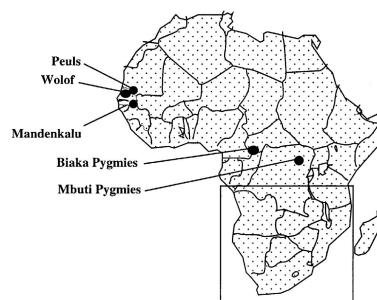 Peuls
Wolof
Mandenkalu
Biaka Pygmies
Mbuti Pygmies